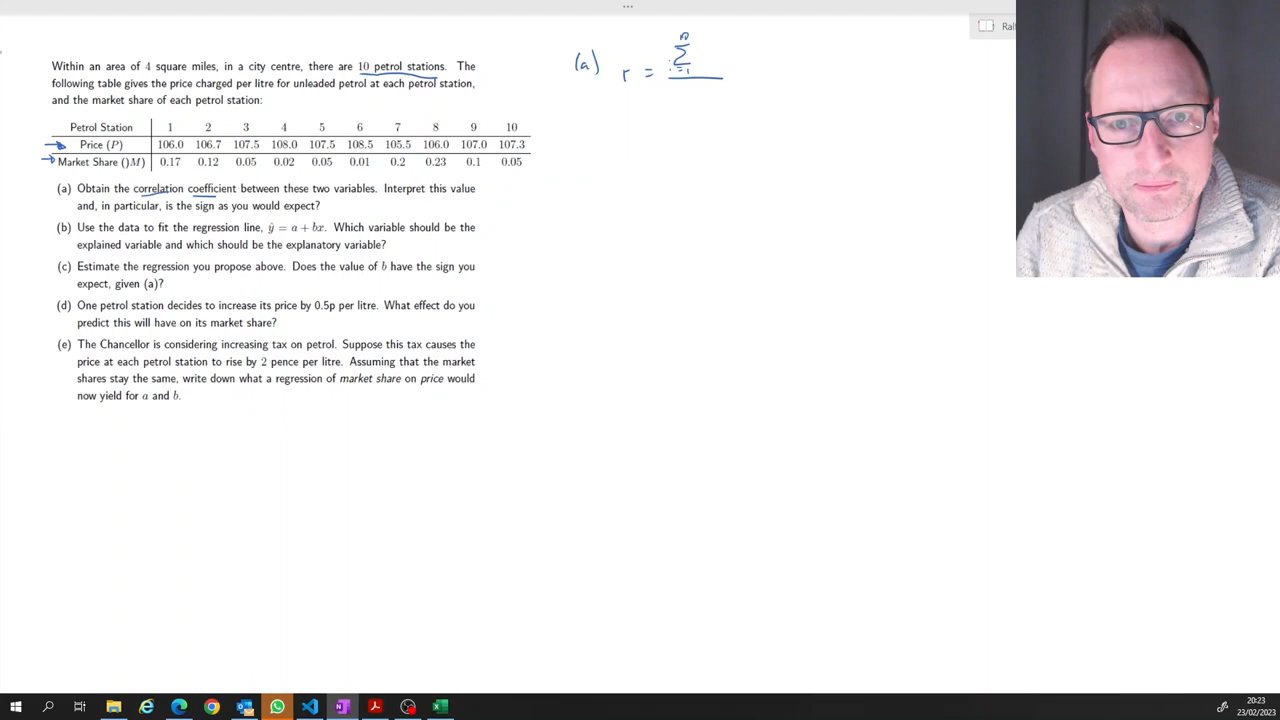 Within an area of 4 square miles, in a city centre, there are 10 petrol stations. The
following table gives the price charged per litre for unleaded petrol at each petrol station,
and the market share of each petrol station:
Petrol Station 1 2 3 4 5 6 7 8 9 10
Price (P) 106.0 106.7 107.5 108.0 107.5 108.5 105.5 106.0 107.0 107.3
Market Share ()M) 0.17 0.12 0.05 0.02 0.05 0.01 0.2 0.23 0.1 0.05
(a) Obtain the correlation coefficient between these two variables. Interpret this value
and, in particular, is the sign as you would expect?
(b) Use the data to fit the regression line, ŷ = a + bx. Which variable should be the
explained variable and which should be the explanatory variable?
(c) Estimate the regression you propose above. Does the value of b have the sign you
expect, given (a)?
(d) One petrol station decides to increase its price by 0.5p per litre. What effect do you
predict this will have on its market share?
(e) The Chancellor is considering increasing tax on petrol. Suppose this tax causes the
price at each petrol station to rise by 2 pence per litre. Assuming that the market
shares stay the same, write down what a regression of market share on price would
now yield for a and b.
(a) r = Σ i=1
Ral
20:23
23/02/2023